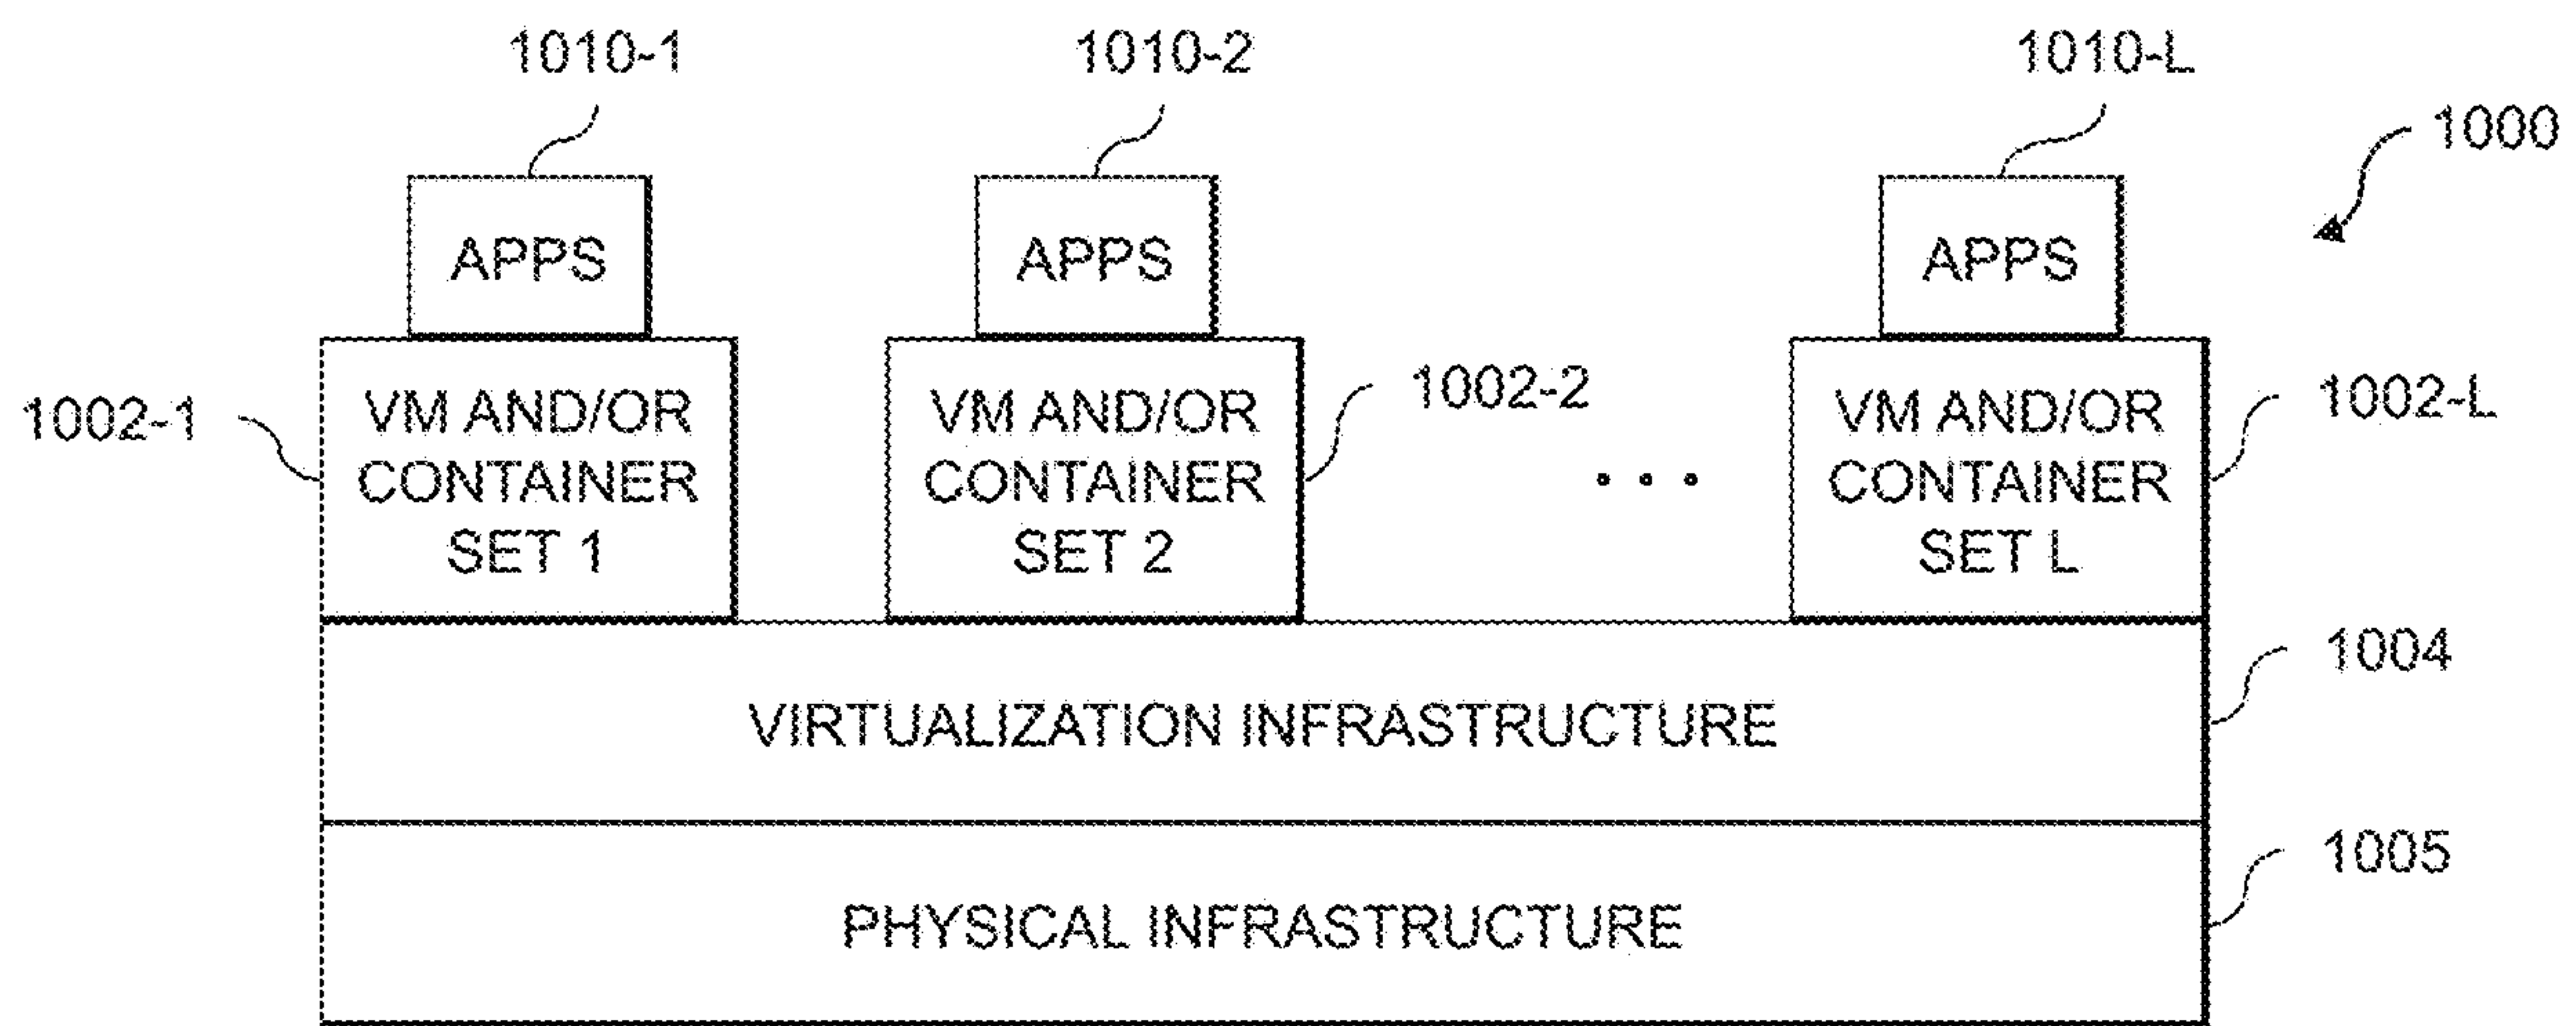 1010-1 1010-2 1010-L
1000
APPS APPS APPS
1002-1 VM AND/OR CONTAINER SET 1
VM AND/OR CONTAINER SET 2 1002-2
. . .
VM AND/OR CONTAINER SET L 1002-L
VIRTUALIZATION INFRASTRUCTURE 1004
PHYSICAL INFRASTRUCTURE 1005